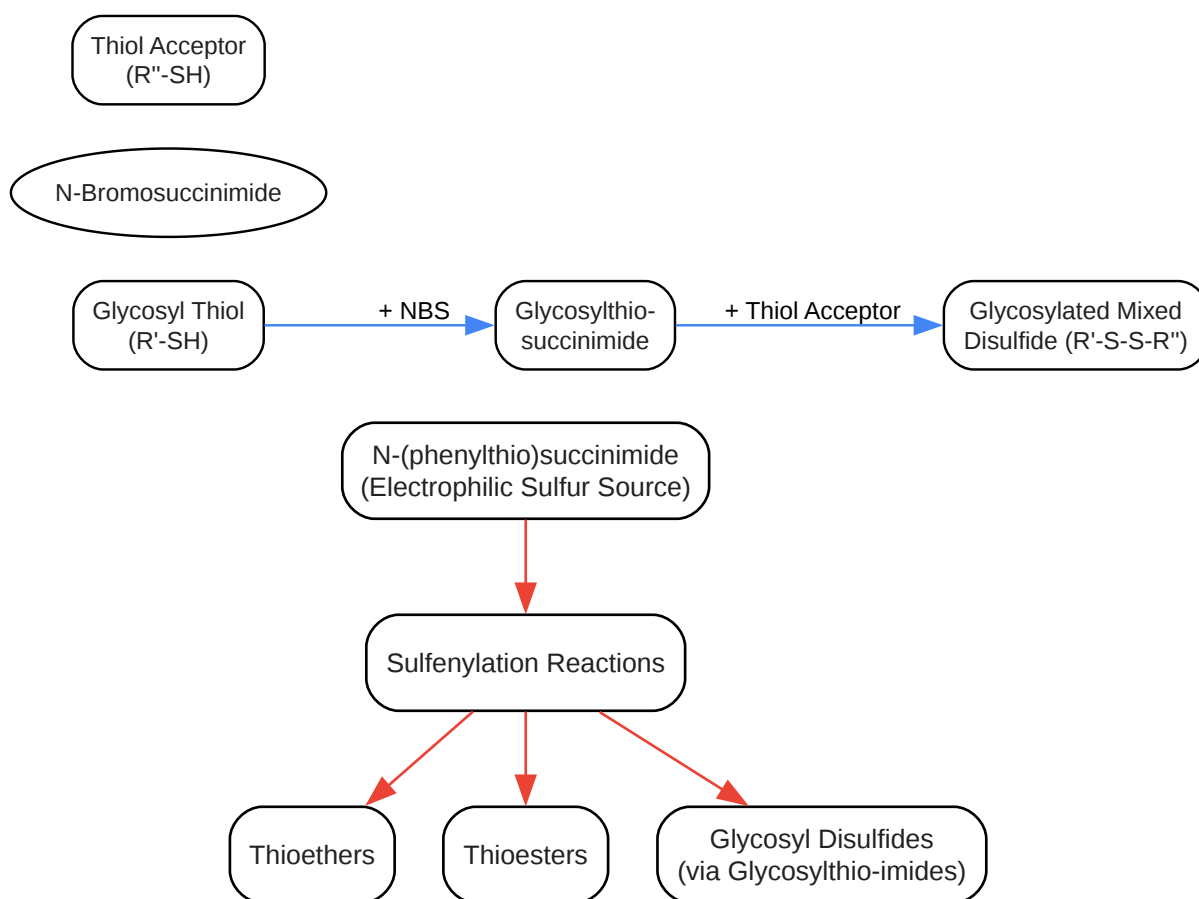 Thiol Acceptor
(R''-SH)
N-Bromosuccinimide
Glycosyl Thiol
(R'-SH)
+ NBS
Glycosylthio-
succinimide
+ Thiol Acceptor
Glycosylated Mixed
Disulfide (R'-S-S-R'')
N-(phenylthio)succinimide
(Electrophilic Sulfur Source)
Sulfenylation Reactions
Thioethers
Thioesters
Glycosyl Disulfides
(via Glycosylthio-imides)